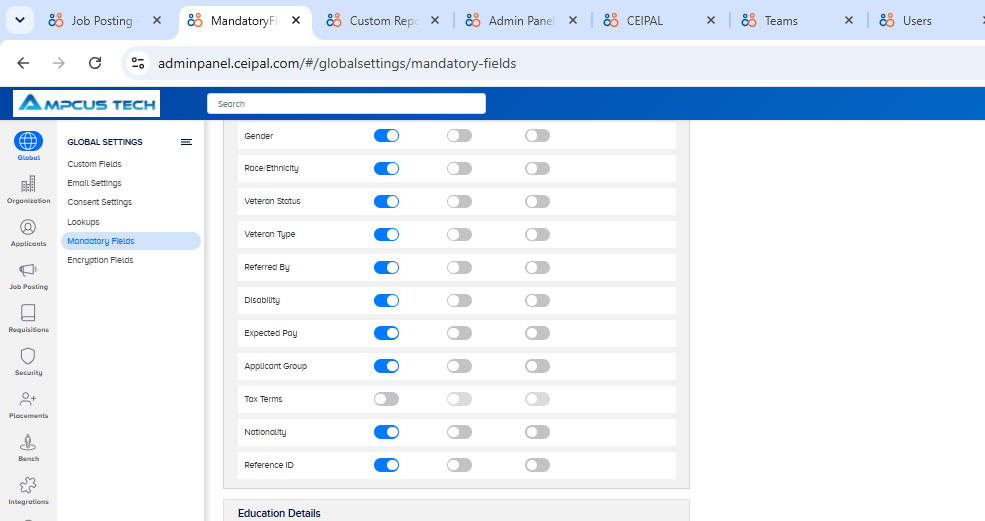 Job Posting -
MandatoryFi
Custom Repo
Admin Panel
CEIPAL
Teams
Users
adminpanel.ceipal.com/#/globalsettings/mandatory-fields
AMPCUS TECH
Search
Global
Organization
Applicants
Job Posting
Requisitions
Security
Placements
Bench
Integrations
GLOBAL SETTINGS
Custom Fields
Email Settings
Consent Settings
Lookups
Mandatory Fields
Encryption Fields
Gender
Race/Ethnicity
Veteran Status
Veteran Type
Referred By
Disability
Expected Pay
Applicant Group
Tax Terms
Nationality
Reference ID
Education Details